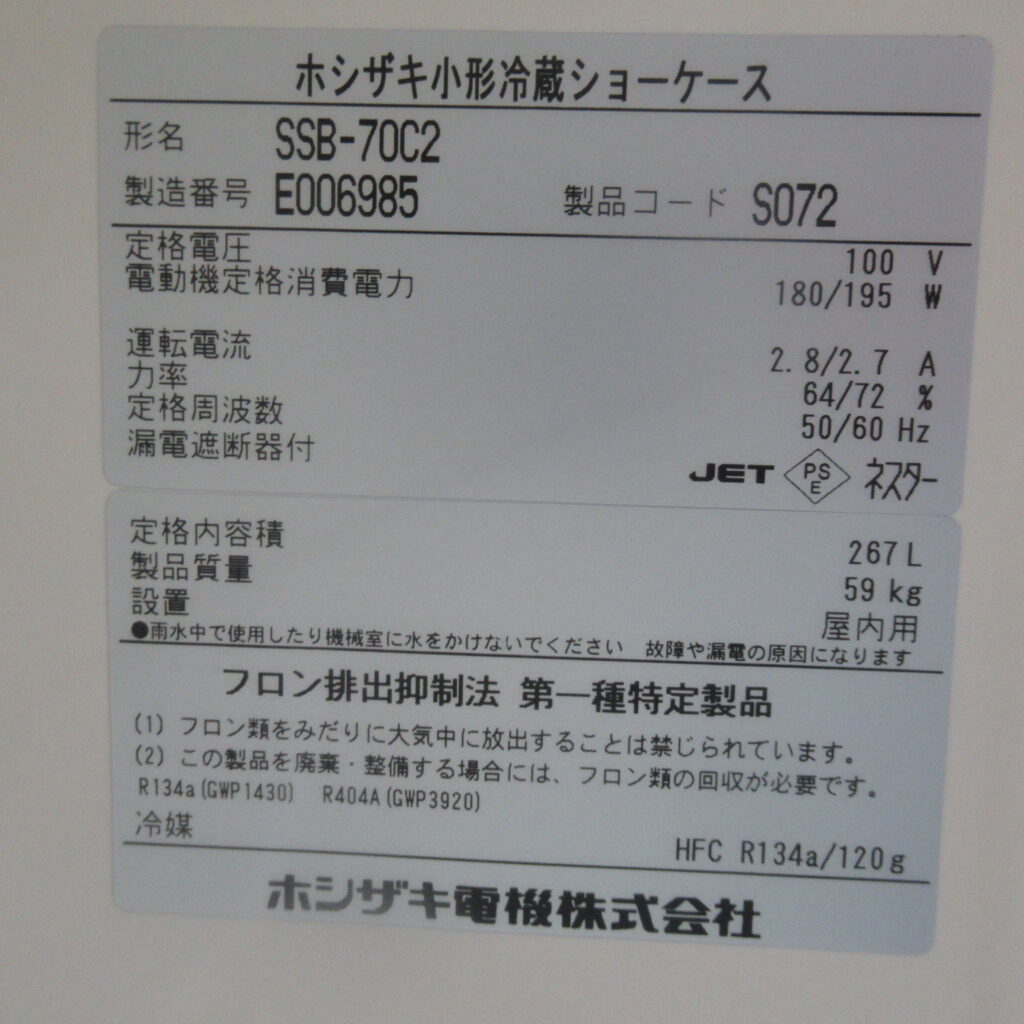 ホシザキ小形冷蔵ショーケース
形名 SSB-70C2
製造番号 E006985 製品コード S072
定格電圧 100 V
電動機定格消費電力 180/195 W
運転電流 2.8/2.7 A
力率 64/72 %
定格周波数 50/60 Hz
漏電遮断器付
JET PSE ネスター
定格内容積 267 L
製品質量 59 kg
設置 屋内用
●雨水中で使用したり機械室に水をかけないでください 故障や漏電の原因になります
フロン排出抑制法 第一種特定製品
(1) フロン類をみだりに大気中に放出することは禁じられています。
(2) この製品を廃棄・整備する場合には、フロン類の回収が必要です。
R134a(GWP1430) R404A(GWP3920)
冷媒 HFC R134a/120g
ホシザキ電機株式会社